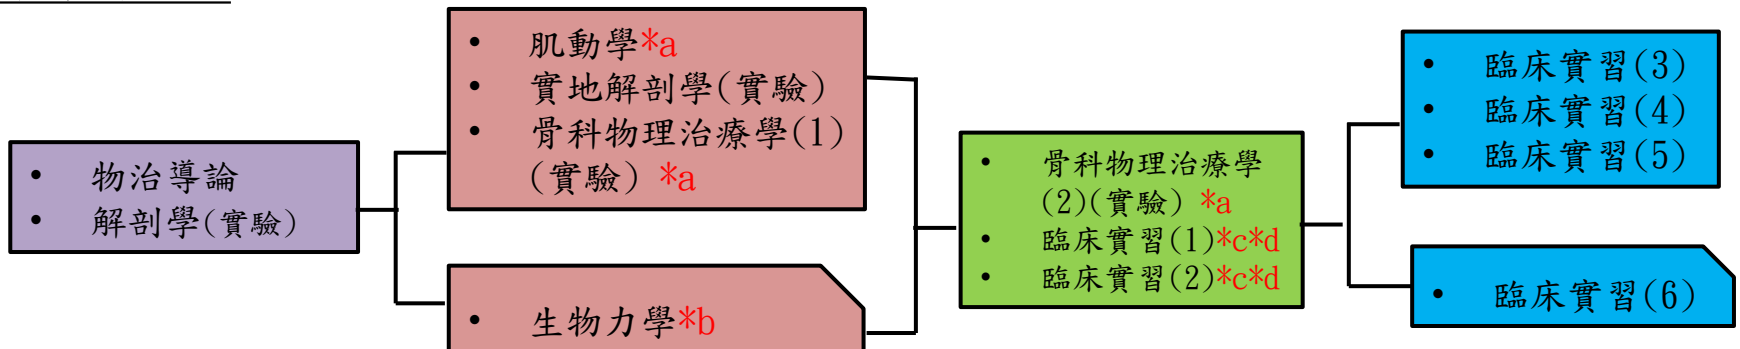 • 物治導論
• 解剖學(實驗)
• 肌動學*a
• 實地解剖學(實驗)
• 骨科物理治療學(1)
(實驗) *a
• 生物力學*b
• 骨科物理治療學
(2)(實驗) *a
• 臨床實習(1)*c*d
• 臨床實習(2)*c*d
• 臨床實習(3)
• 臨床實習(4)
• 臨床實習(5)
• 臨床實習(6)